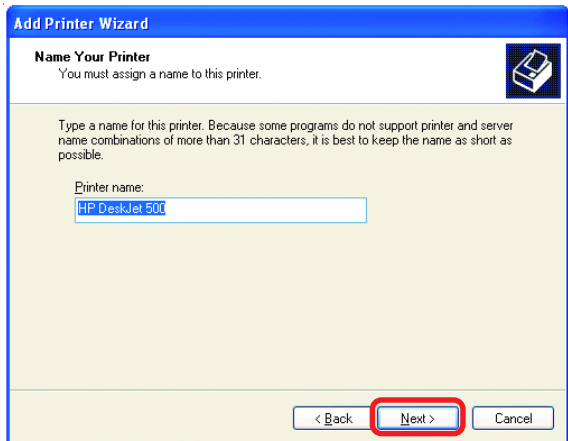 Add Printer Wizard
Name Your Printer
You must assign a name to this printer.
Type a name for this printer. Because some programs do not support printer and server
name combinations of more than 31 characters, it is best to keep the name as short as
possible.
Printer name:
HP DeskJet 500
< Back Next > Cancel